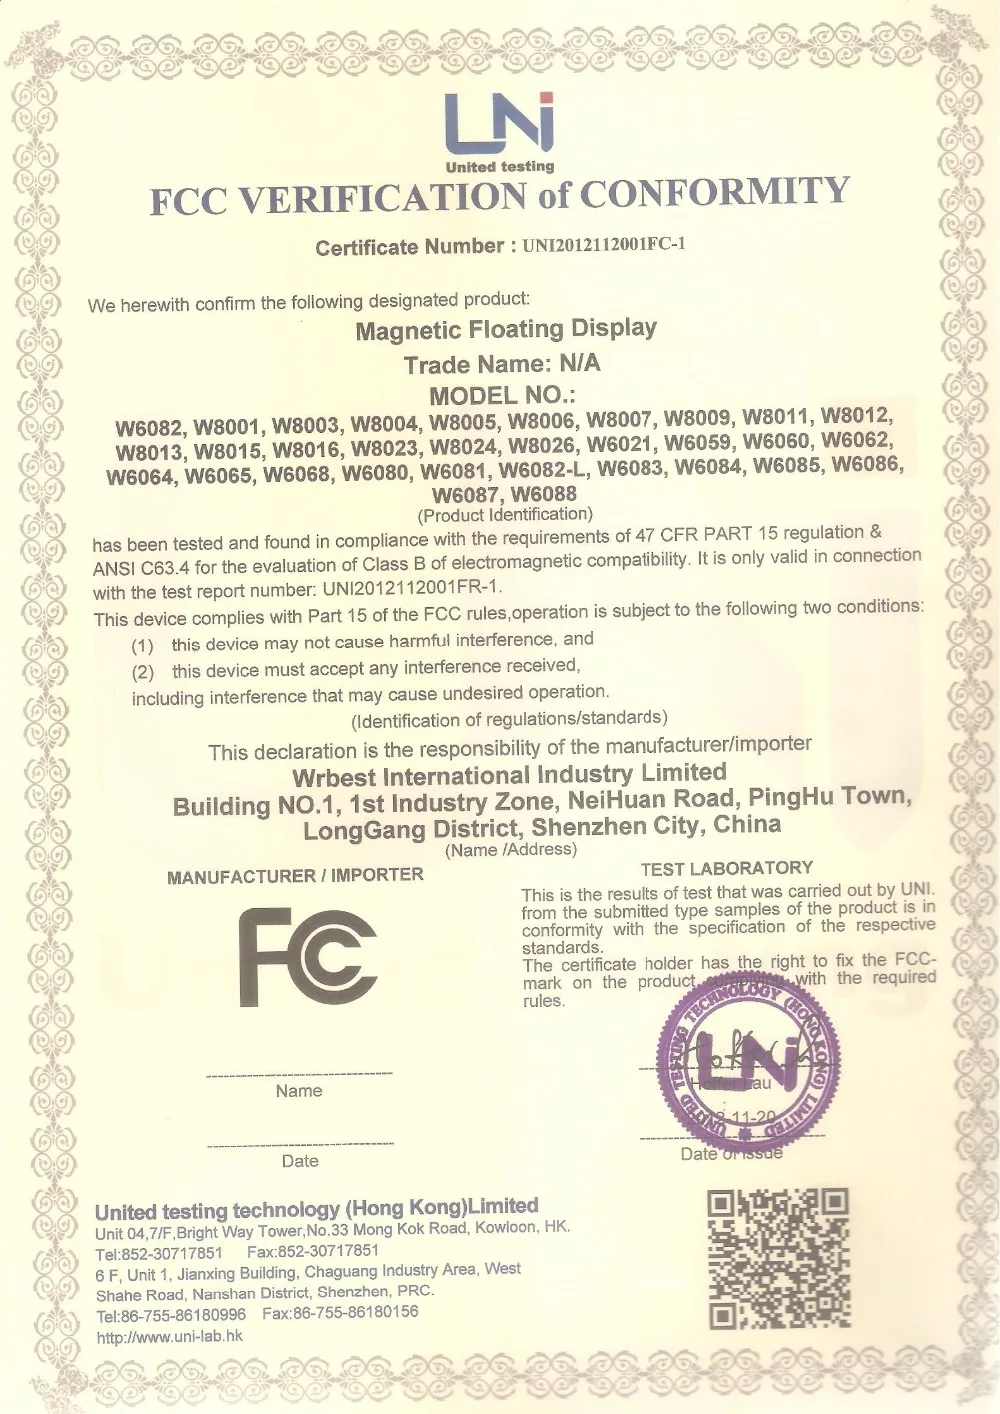 UNi
United testing
FCC VERIFICATION of CONFORMITY
Certificate Number : UNI2012112001FC-1
We herewith confirm the following designated product:
Magnetic Floating Display
Trade Name: N/A
MODEL NO.:
W6082, W8001, W8003, W8004, W8005, W8006, W8007, W8009, W8011, W8012,
W8013, W8015, W8016, W8023, W8024, W8026, W6021, W6059, W6060, W6062,
W6064, W6065, W6068, W6080, W6081, W6082-L, W6083, W6084, W6085, W6086,
W6087, W6088
(Product Identification)
has been tested and found in compliance with the requirements of 47 CFR PART 15 regulation &
ANSI C63.4 for the evaluation of Class B of electromagnetic compatibility. It is only valid in connection
with the test report number: UNI2012112001FR-1.
This device complies with Part 15 of the FCC rules,operation is subject to the following two conditions:
(1) this device may not cause harmful interference, and
(2) this device must accept any interference received,
including interference that may cause undesired operation.
(Identification of regulations/standards)
This declaration is the responsibility of the manufacturer/importer
Wrbest International Industry Limited
Building NO.1, 1st Industry Zone, NeiHuan Road, PingHu Town,
LongGang District, Shenzhen City, China
(Name /Address)
MANUFACTURER / IMPORTER
FC
Name
Date
TEST LABORATORY
This is the results of test that was carried out by UNI.
from the submitted type samples of the product is in
conformity with the specification of the respective
standards.
The certificate holder has the right to fix the FCC-
mark on the product with the required
rules.
UNITED TESTING TECHNOLOGY (HONG KONG) LIMITED
UNi
Lau
-11-20
Date of issue
United testing technology (Hong Kong)Limited
Unit 04,7/F,Bright Way Tower,No.33 Mong Kok Road, Kowloon, HK.
Tel:852-30717851 Fax:852-30717851
6 F, Unit 1, Jianxing Building, Chaguang Industry Area, West
Shahe Road, Nanshan District, Shenzhen, PRC.
Tel:86-755-86180996 Fax:86-755-86180156
http://www.uni-lab.hk